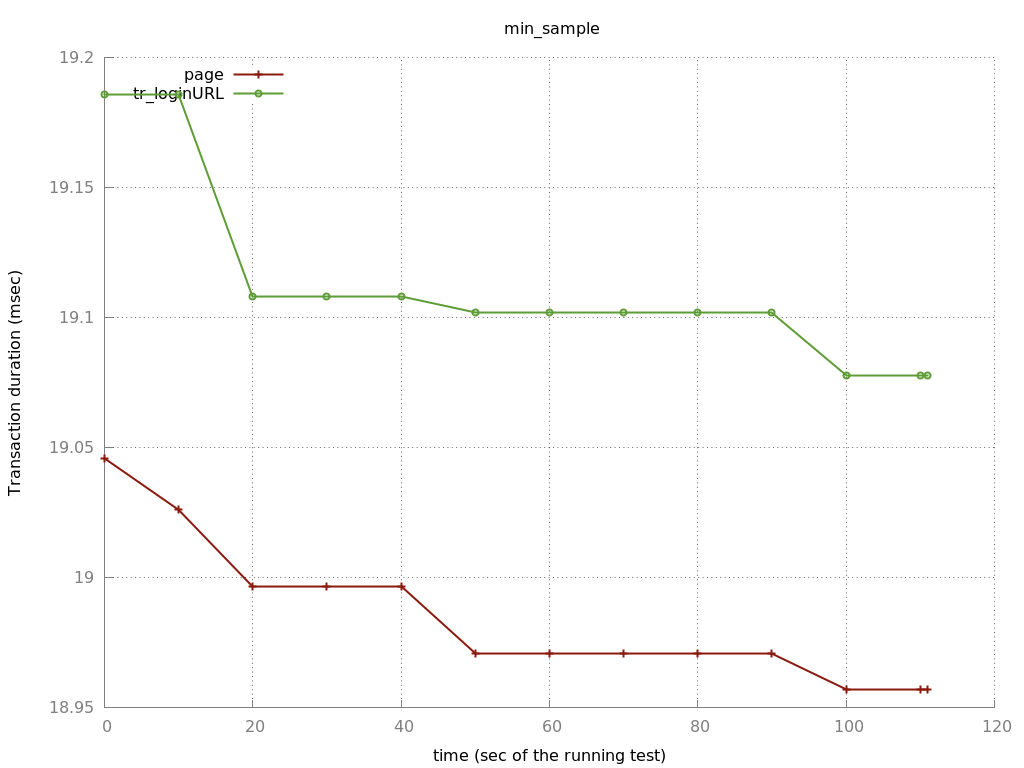 min_sample
page
tr_loginURL
19.2
19.15
19.1
19.05
19
18.95
Transaction duration (msec)
0 20 40 60 80 100 120
time (sec of the running test)